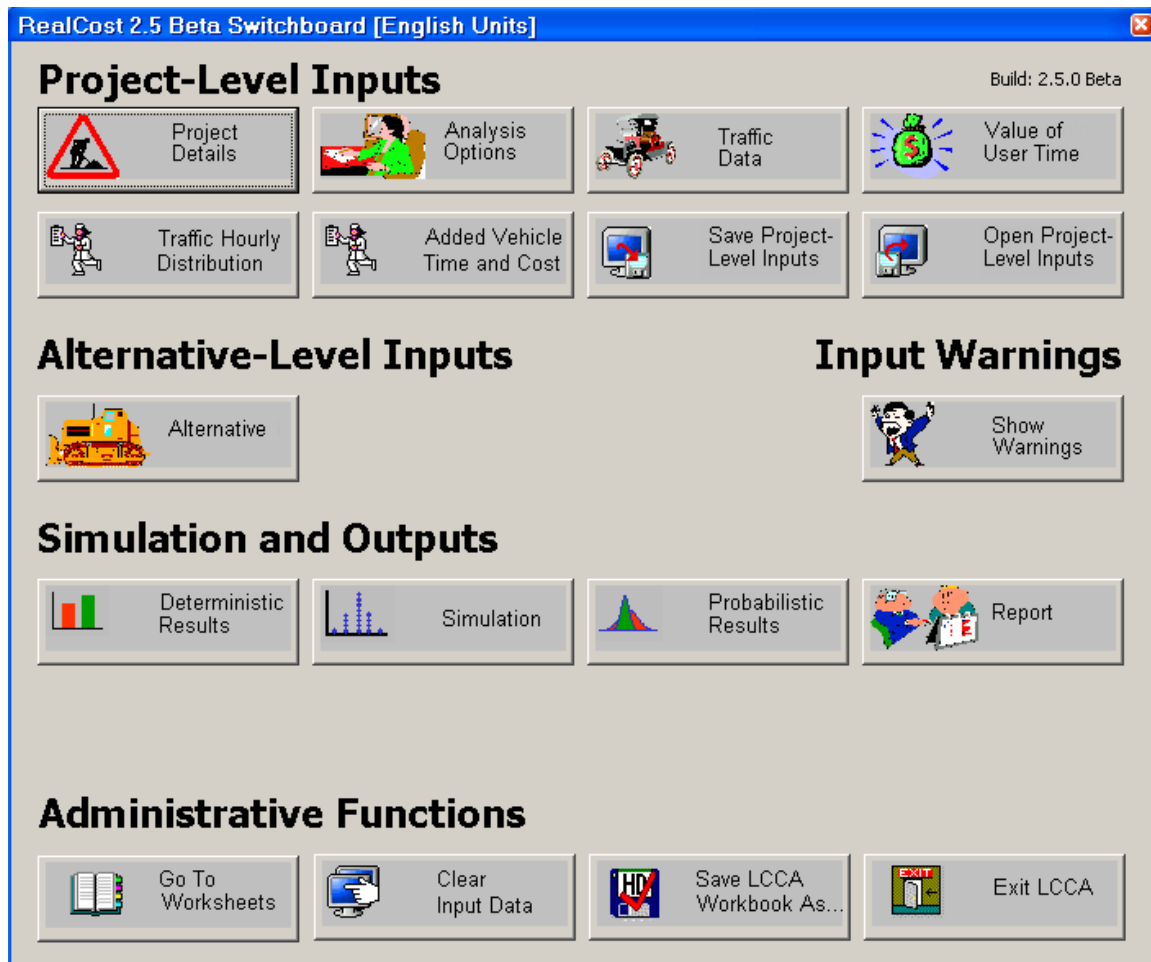 RealCost 2.5 Beta Switchboard [English Units]
Project-Level Inputs
Build: 2.5.0 Beta
Project
Details
Analysis
Options
Traffic
Data
Value of
User Time
Traffic Hourly
Distribution
Added Vehicle
Time and Cost
Save Project-
Level Inputs
Open Project-
Level Inputs
Alternative-Level Inputs
Input Warnings
Alternative
Show
Warnings
Simulation and Outputs
Deterministic
Results
Simulation
Probabilistic
Results
Report
Administrative Functions
Go To
Worksheets
Clear
Input Data
HD
Save LCCA
Workbook As...
EXIT
Exit LCCA